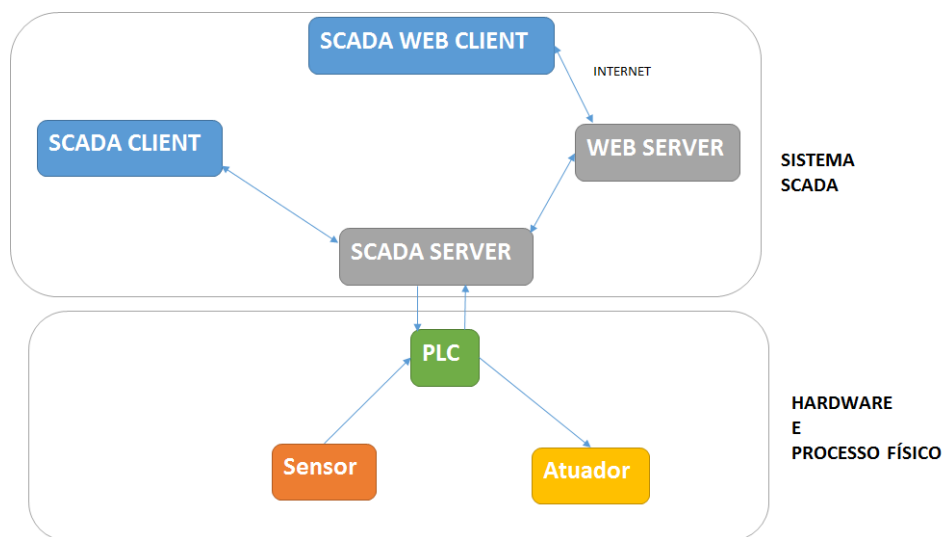 SCADA WEB CLIENT
INTERNET
SCADA CLIENT
WEB SERVER
SISTEMA
SCADA
SCADA SERVER
PLC
HARDWARE
E
PROCESSO FÍSICO
Sensor
Atuador